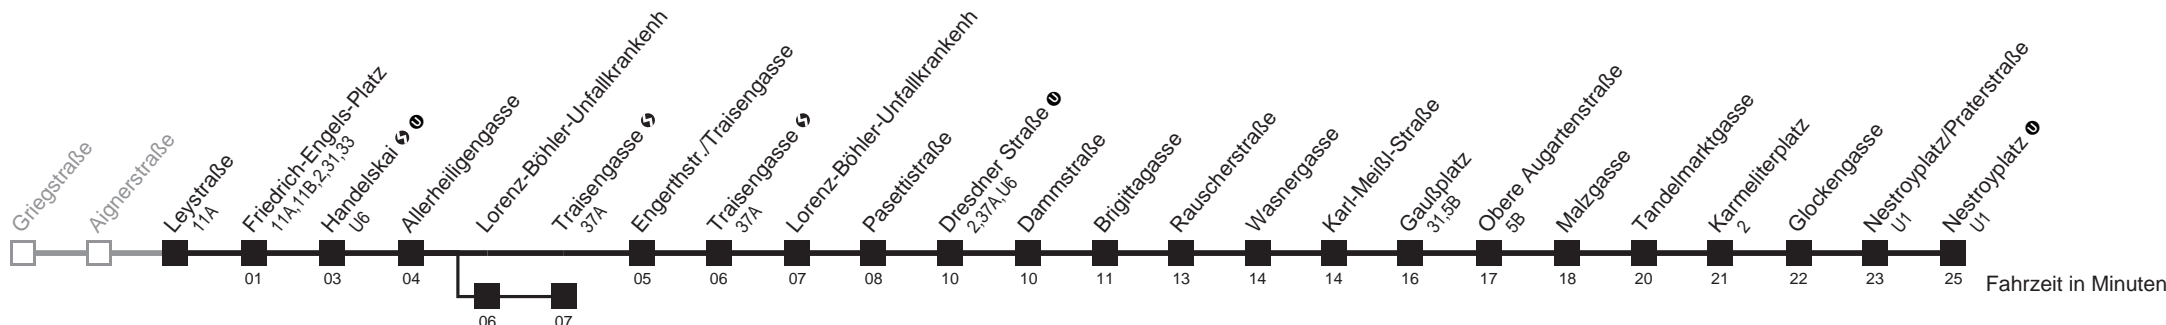 Griegstraße
Aignerstraße
Leystraße
11A
Friedrich-Engels-Platz
11A,11B,2,31,33
Handelskai S U
U6
Allerheiligengasse
Lorenz-Böhler-Unfallkrankenh
Traisengasse S
37A
Engerthstr./Traisengasse
Traisengasse S
37A
Lorenz-Böhler-Unfallkrankenh
Pasettistraße
Dresdner Straße U
2,37A,U6
Dammstraße
Brigittagasse
Rauscherstraße
Wasnergasse
Karl-Meißl-Straße
Gaußplatz
31,5B
Obere Augartenstraße
5B
Malzgasse
Tandelmarktgasse
Karmeliterplatz
2
Glockengasse
Nestroyplatz/Praterstraße
U1
Nestroyplatz U
U1
01 03 04 05 06 07 08 10 10 11 13 14 14 16 17 18 20 21 22 23 25 Fahrzeit in Minuten
06 07